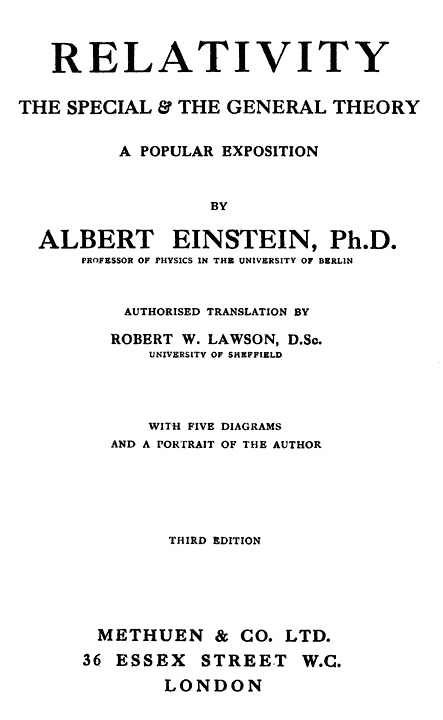 RELATIVITY
THE SPECIAL & THE GENERAL THEORY
A POPULAR EXPOSITION
BY
ALBERT EINSTEIN, Ph.D.
PROFESSOR OF PHYSICS IN THE UNIVERSITY OF BERLIN
AUTHORISED TRANSLATION BY
ROBERT W. LAWSON, D.Sc.
UNIVERSITY OF SHEFFIELD
WITH FIVE DIAGRAMS
AND A PORTRAIT OF THE AUTHOR
THIRD EDITION
METHUEN & CO. LTD.
36 ESSEX STREET W.C.
LONDON